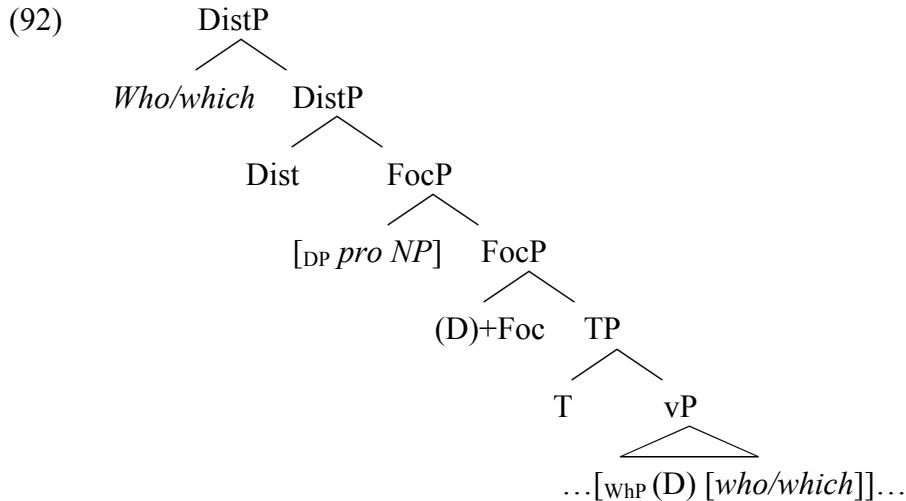 (92) DistP
Who/which DistP
Dist FocP
[DP pro NP] FocP
(D)+Foc TP
T vP
…[WhP (D) [who/which]]…